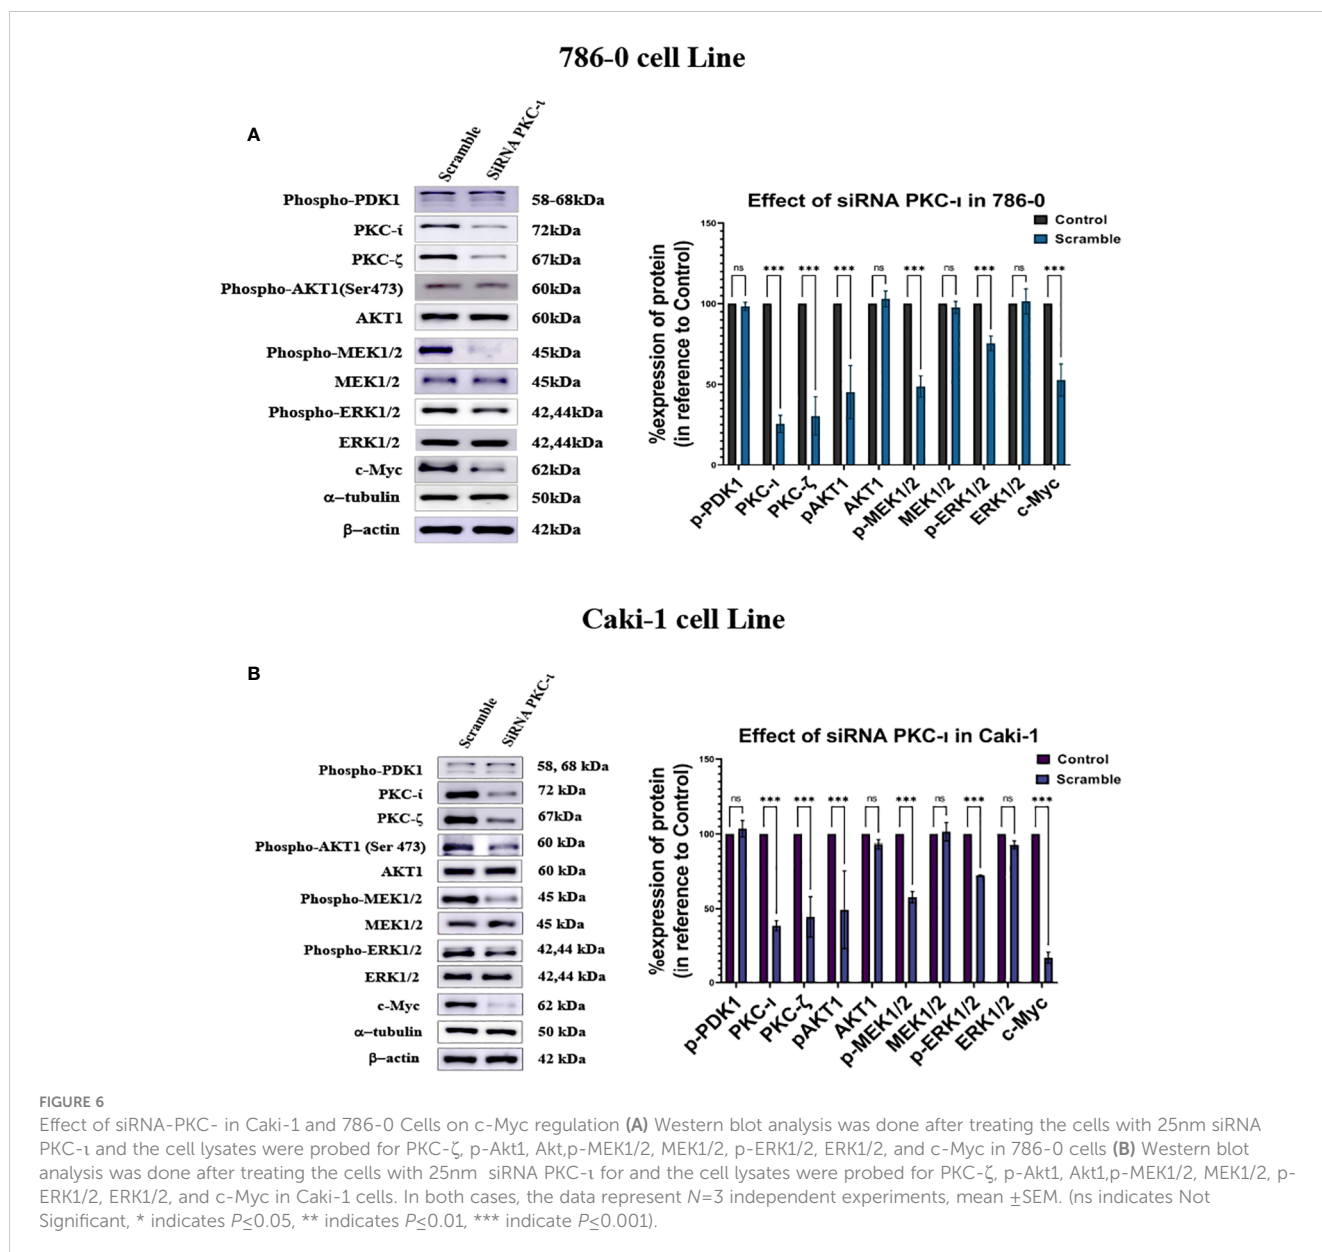 786-0 cell Line
A
Scramble
SiRNA PKC-ι
Phospho-PDK1
58-68kDa
PKC-ί
72kDa
PKC-ζ
67kDa
Phospho-AKT1(Ser473)
60kDa
AKT1
60kDa
Phospho-MEK1/2
45kDa
MEK1/2
45kDa
Phospho-ERK1/2
42,44kDa
ERK1/2
42,44kDa
c-Myc
62kDa
α-tubulin
50kDa
β-actin
42kDa
Effect of siRNA PKC-ι in 786-0
Control
Scramble
%expression of protein
(in reference to Control)
150
100
50
0
ns *** *** *** ns *** ns *** ns ***
p-PDK1
PKC-ι
PKC-ζ
pAKT1
AKT1
p-MEK1/2
MEK1/2
p-ERK1/2
ERK1/2
c-Myc
Caki-1 cell Line
B
Scramble
SiRNA PKC-ι
Phospho-PDK1
58, 68 kDa
PKC-ί
72 kDa
PKC-ζ
67kDa
Phospho-AKT1 (Ser 473)
60 kDa
AKT1
60 kDa
Phospho-MEK1/2
45 kDa
MEK1/2
45 kDa
Phospho-ERK1/2
42,44 kDa
ERK1/2
42,44 kDa
c-Myc
62 kDa
α-tubulin
50 kDa
β-actin
42 kDa
Effect of siRNA PKC-ι in Caki-1
Control
Scramble
%expression of protein
(in reference to Control)
150
100
50
0
ns *** *** *** ns *** ns *** ns ***
p-PDK1
PKC-ι
PKC-ζ
pAKT1
AKT1
p-MEK1/2
MEK1/2
p-ERK1/2
ERK1/2
c-Myc
FIGURE 6
Effect of siRNA-PKC- in Caki-1 and 786-0 Cells on c-Myc regulation (A) Western blot analysis was done after treating the cells with 25nm siRNA
PKC-ι and the cell lysates were probed for PKC-ζ, p-Akt1, Akt,p-MEK1/2, MEK1/2, p-ERK1/2, ERK1/2, and c-Myc in 786-0 cells (B) Western blot
analysis was done after treating the cells with 25nm siRNA PKC-ι for and the cell lysates were probed for PKC-ζ, p-Akt1, Akt1,p-MEK1/2, MEK1/2, p-
ERK1/2, ERK1/2, and c-Myc in Caki-1 cells. In both cases, the data represent N=3 independent experiments, mean ±SEM. (ns indicates Not
Significant, * indicates P≤0.05, ** indicates P≤0.01, *** indicate P≤0.001).